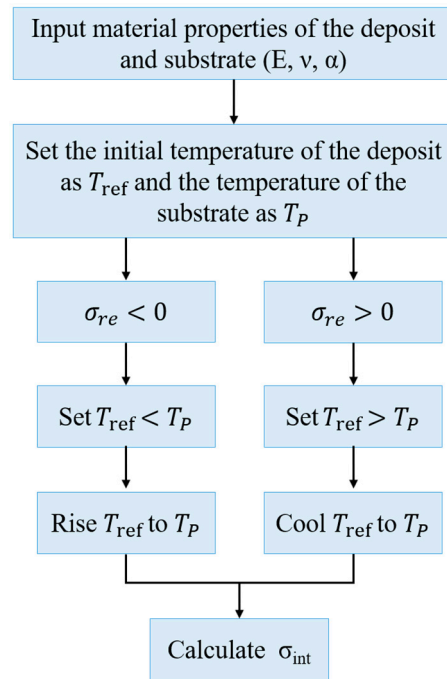 Input material properties of the deposit
and substrate (E, ν, α)
Set the initial temperature of the deposit
as T_ref and the temperature of the
substrate as T_P
σ_re < 0
σ_re > 0
Set T_ref < T_P
Set T_ref > T_P
Rise T_ref to T_P
Cool T_ref to T_P
Calculate σ_int